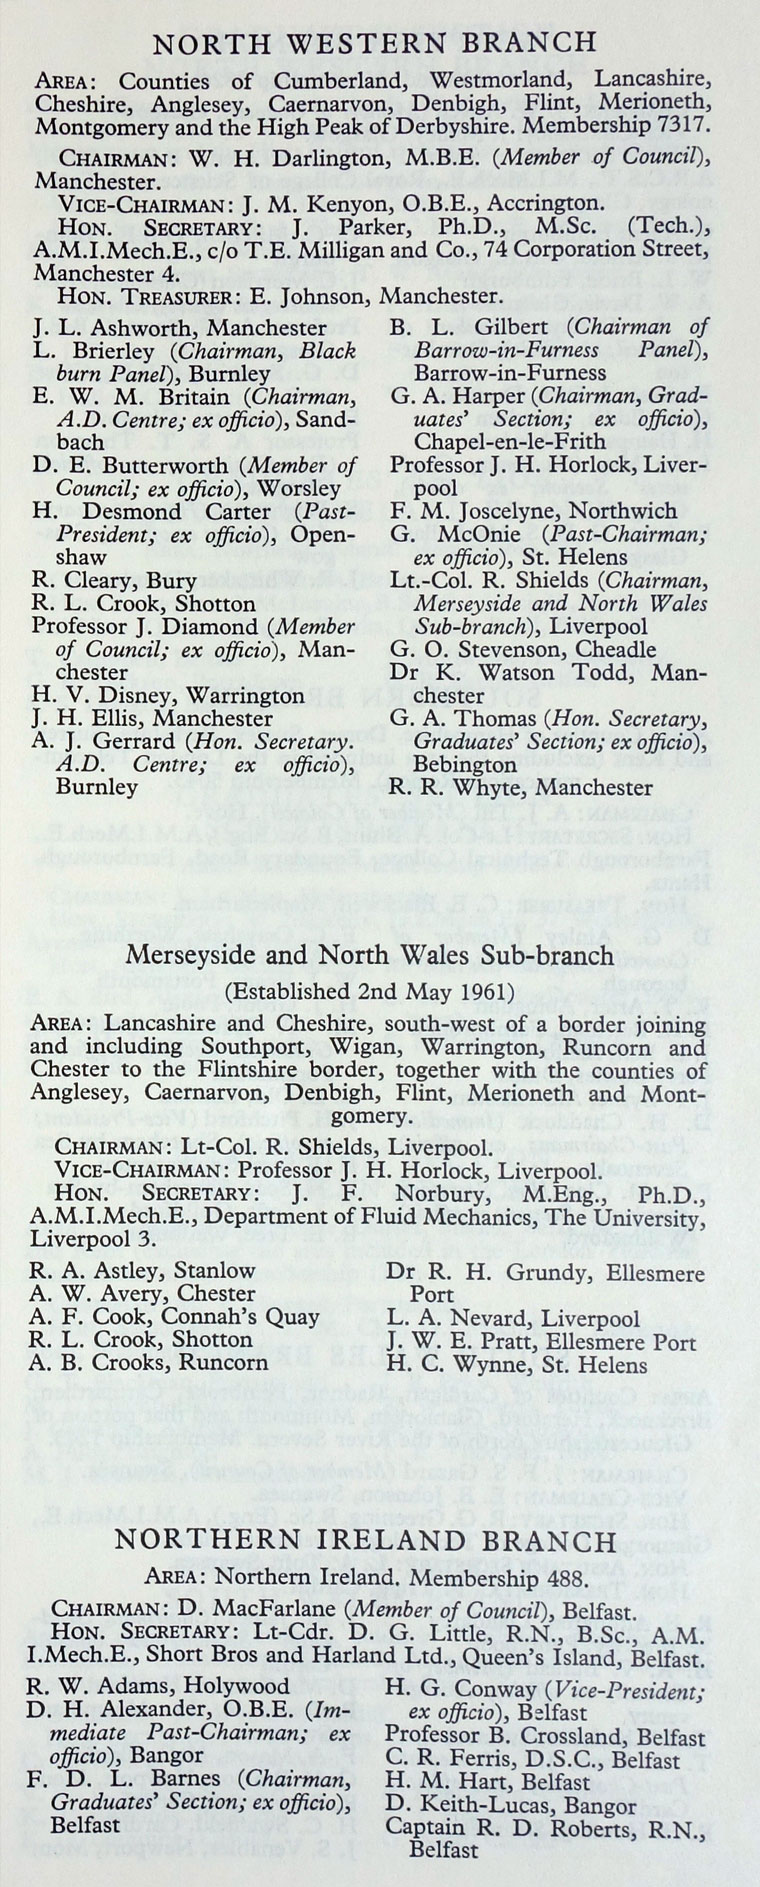 NORTH WESTERN BRANCH
AREA: Counties of Cumberland, Westmorland, Lancashire,
Cheshire, Anglesey, Caernarvon, Denbigh, Flint, Merioneth,
Montgomery and the High Peak of Derbyshire. Membership 7317.
CHAIRMAN: W. H. Darlington, M.B.E. (Member of Council),
Manchester.
VICE-CHAIRMAN: J. M. Kenyon, O.B.E., Accrington.
HON. SECRETARY: J. Parker, Ph.D., M.Sc. (Tech.),
A.M.I.Mech.E., c/o T.E. Milligan and Co., 74 Corporation Street,
Manchester 4.
HON. TREASURER: E. Johnson, Manchester.
J. L. Ashworth, Manchester
L. Brierley (Chairman, Black
burn Panel), Burnley
E. W. M. Britain (Chairman,
A.D. Centre; ex officio), Sand-
bach
D. E. Butterworth (Member of
Council; ex officio), Worsley
H. Desmond Carter (Past-
President; ex officio), Open-
shaw
R. Cleary, Bury
R. L. Crook, Shotton
Professor J. Diamond (Member
of Council; ex officio), Man-
chester
H. V. Disney, Warrington
J. H. Ellis, Manchester
A. J. Gerrard (Hon. Secretary.
A.D. Centre; ex officio),
Burnley
B. L. Gilbert (Chairman of
Barrow-in-Furness Panel),
Barrow-in-Furness
G. A. Harper (Chairman, Grad-
uates' Section; ex officio),
Chapel-en-le-Frith
Professor J. H. Horlock, Liver-
pool
F. M. Joscelyne, Northwich
G. McOnie (Past-Chairman;
ex officio), St. Helens
Lt.-Col. R. Shields (Chairman,
Merseyside and North Wales
Sub-branch), Liverpool
G. O. Stevenson, Cheadle
Dr K. Watson Todd, Man-
chester
G. A. Thomas (Hon. Secretary,
Graduates' Section; ex officio),
Bebington
R. R. Whyte, Manchester
Merseyside and North Wales Sub-branch
(Established 2nd May 1961)
AREA: Lancashire and Cheshire, south-west of a border joining
and including Southport, Wigan, Warrington, Runcorn and
Chester to the Flintshire border, together with the counties of
Anglesey, Caernarvon, Denbigh, Flint, Merioneth and Mont-
gomery.
CHAIRMAN: Lt-Col. R. Shields, Liverpool.
VICE-CHAIRMAN: Professor J. H. Horlock, Liverpool.
HON. SECRETARY: J. F. Norbury, M.Eng., Ph.D.,
A.M.I.Mech.E., Department of Fluid Mechanics, The University,
Liverpool 3.
R. A. Astley, Stanlow
A. W. Avery, Chester
A. F. Cook, Connah's Quay
R. L. Crook, Shotton
A. B. Crooks, Runcorn
Dr R. H. Grundy, Ellesmere
Port
L. A. Nevard, Liverpool
J. W. E. Pratt, Ellesmere Port
H. C. Wynne, St. Helens
NORTHERN IRELAND BRANCH
AREA: Northern Ireland. Membership 488.
CHAIRMAN: D. MacFarlane (Member of Council), Belfast.
HON. SECRETARY: Lt-Cdr. D. G. Little, R.N., B.Sc., A.M.
I.Mech.E., Short Bros and Harland Ltd., Queen's Island, Belfast.
R. W. Adams, Holywood
D. H. Alexander, O.B.E. (Im-
mediate Past-Chairman; ex
officio), Bangor
F. D. L. Barnes (Chairman,
Graduates' Section; ex officio),
Belfast
H. G. Conway (Vice-President;
ex officio), Belfast
Professor B. Crossland, Belfast
C. R. Ferris, D.S.C., Belfast
H. M. Hart, Belfast
D. Keith-Lucas, Bangor
Captain R. D. Roberts, R.N.,
Belfast